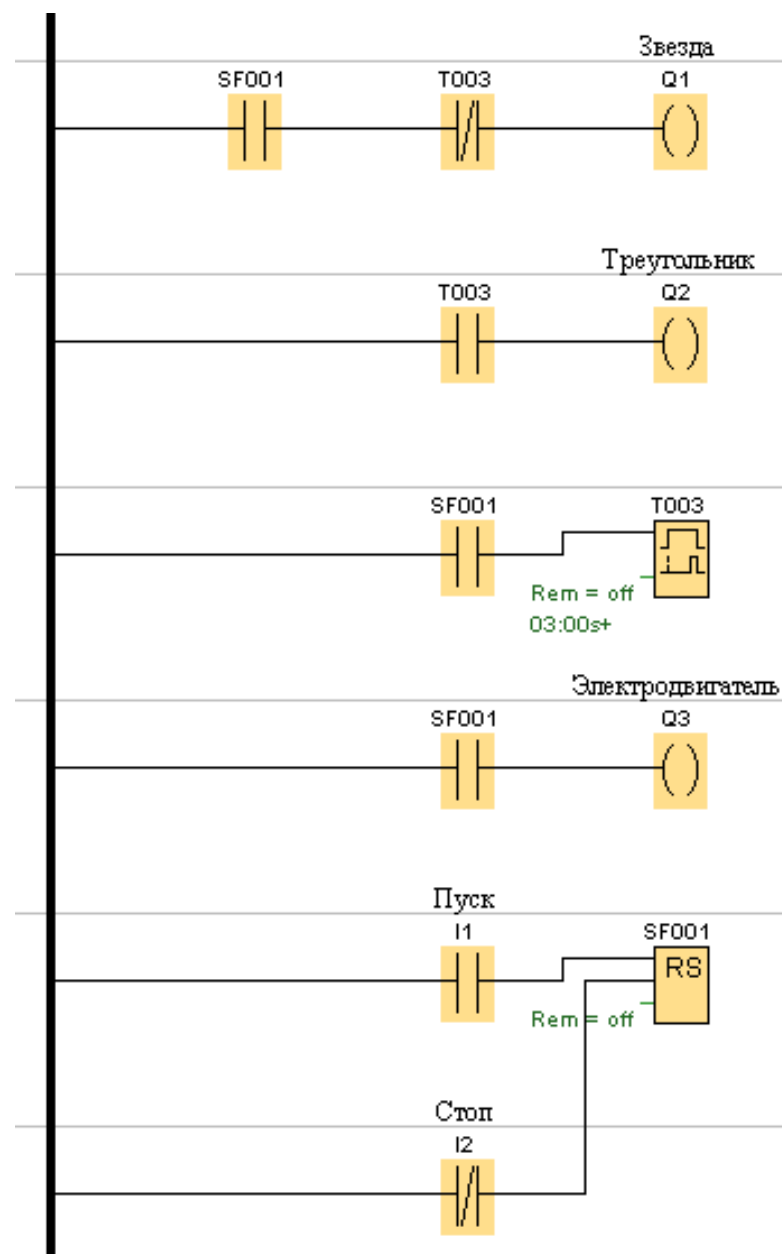 Звезда
SF001 T003 Q1
Треугольник
T003 Q2
SF001 T003
Rem = off
03:00s+
Электродвигатель
SF001 Q3
Пуск
I1 SF001
RS
Rem = off
Стоп
I2